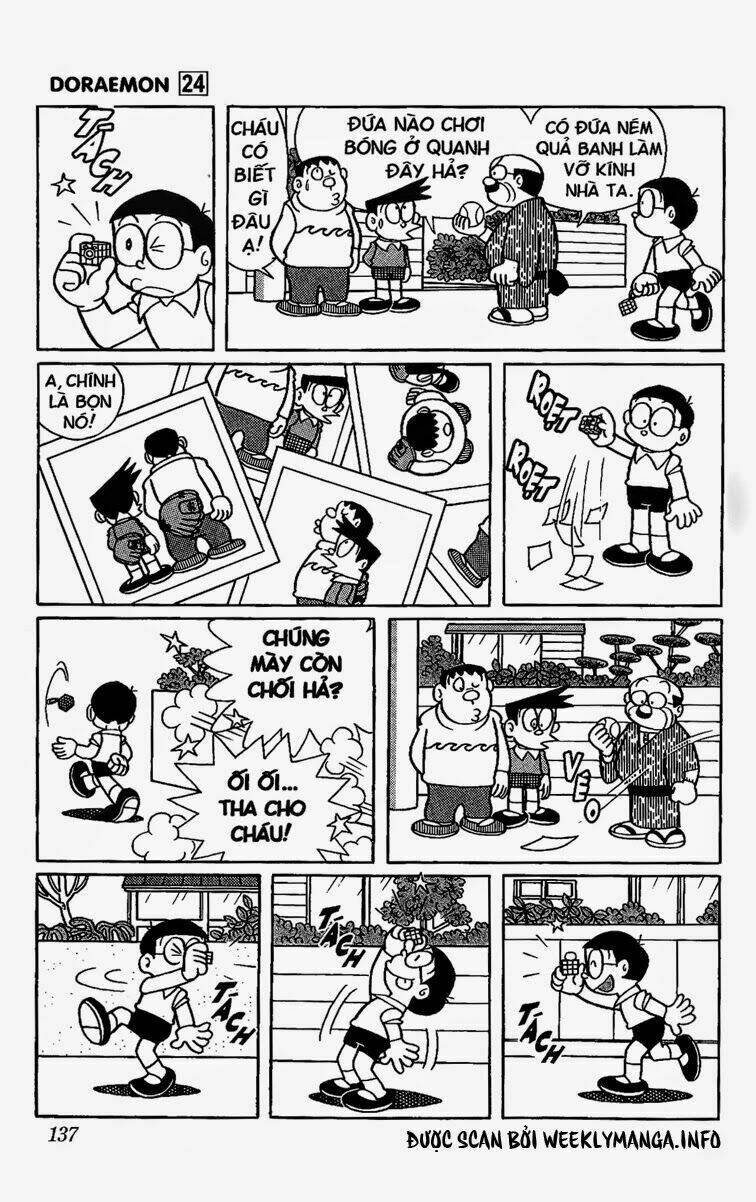 DORAEMON 24
TÁCH
CHÁU
CÓ
BIẾT
GÌ
ĐÂU
Ạ!
ĐỨA NÀO CHƠI
BÓNG Ở QUANH
ĐÂY HẢ?
CÓ ĐỨA NÉM
QUẢ BANH LÀM
VỠ KÍNH
NHÀ TA.
A, CHÍNH
LÀ BỌN
NÓ!
ROẸT
ROẸT
CHÚNG
MÀY CÒN
CHỐI HẢ?
ỐI ỐI...
THA CHO
CHÁU!
VÈO
TÁCH
TÁCH
TÁCH
137
ĐƯỢC SCAN BỞI WEEKLYMANGA.INFO